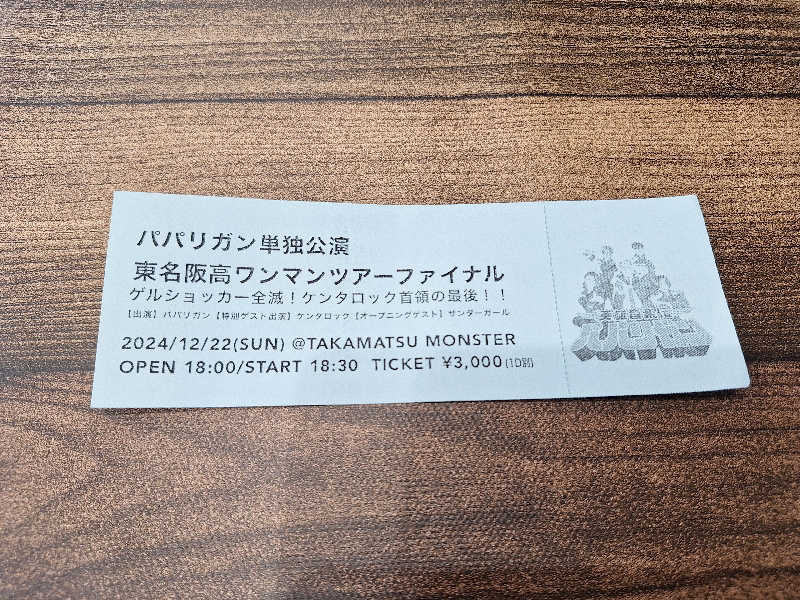 パパリガン単独公演
東名阪高ワンマンツアーファイナル
ゲルショッカー全滅！ケンタロック首領の最後！！
【出演】パパリガン【特別ゲスト出演】ケンタロック【オープニングゲスト】サンダーガール
2024/12/22(SUN) @TAKAMATSU MONSTER
OPEN 18:00/START 18:30 TICKET ¥3,000(1D別)